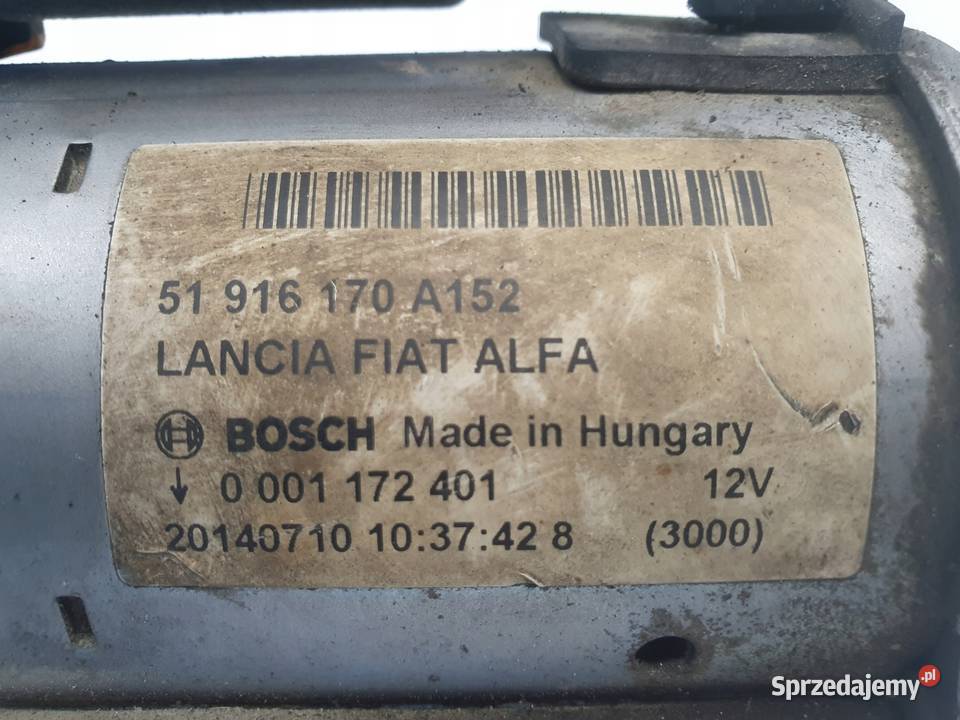 51 916 170 A152
LANCIA FIAT ALFA
BOSCH Made in Hungary
↓ 0 001 172 401 12V
20140710 10:37:42 8 (3000)
Sprzedajemy.pl